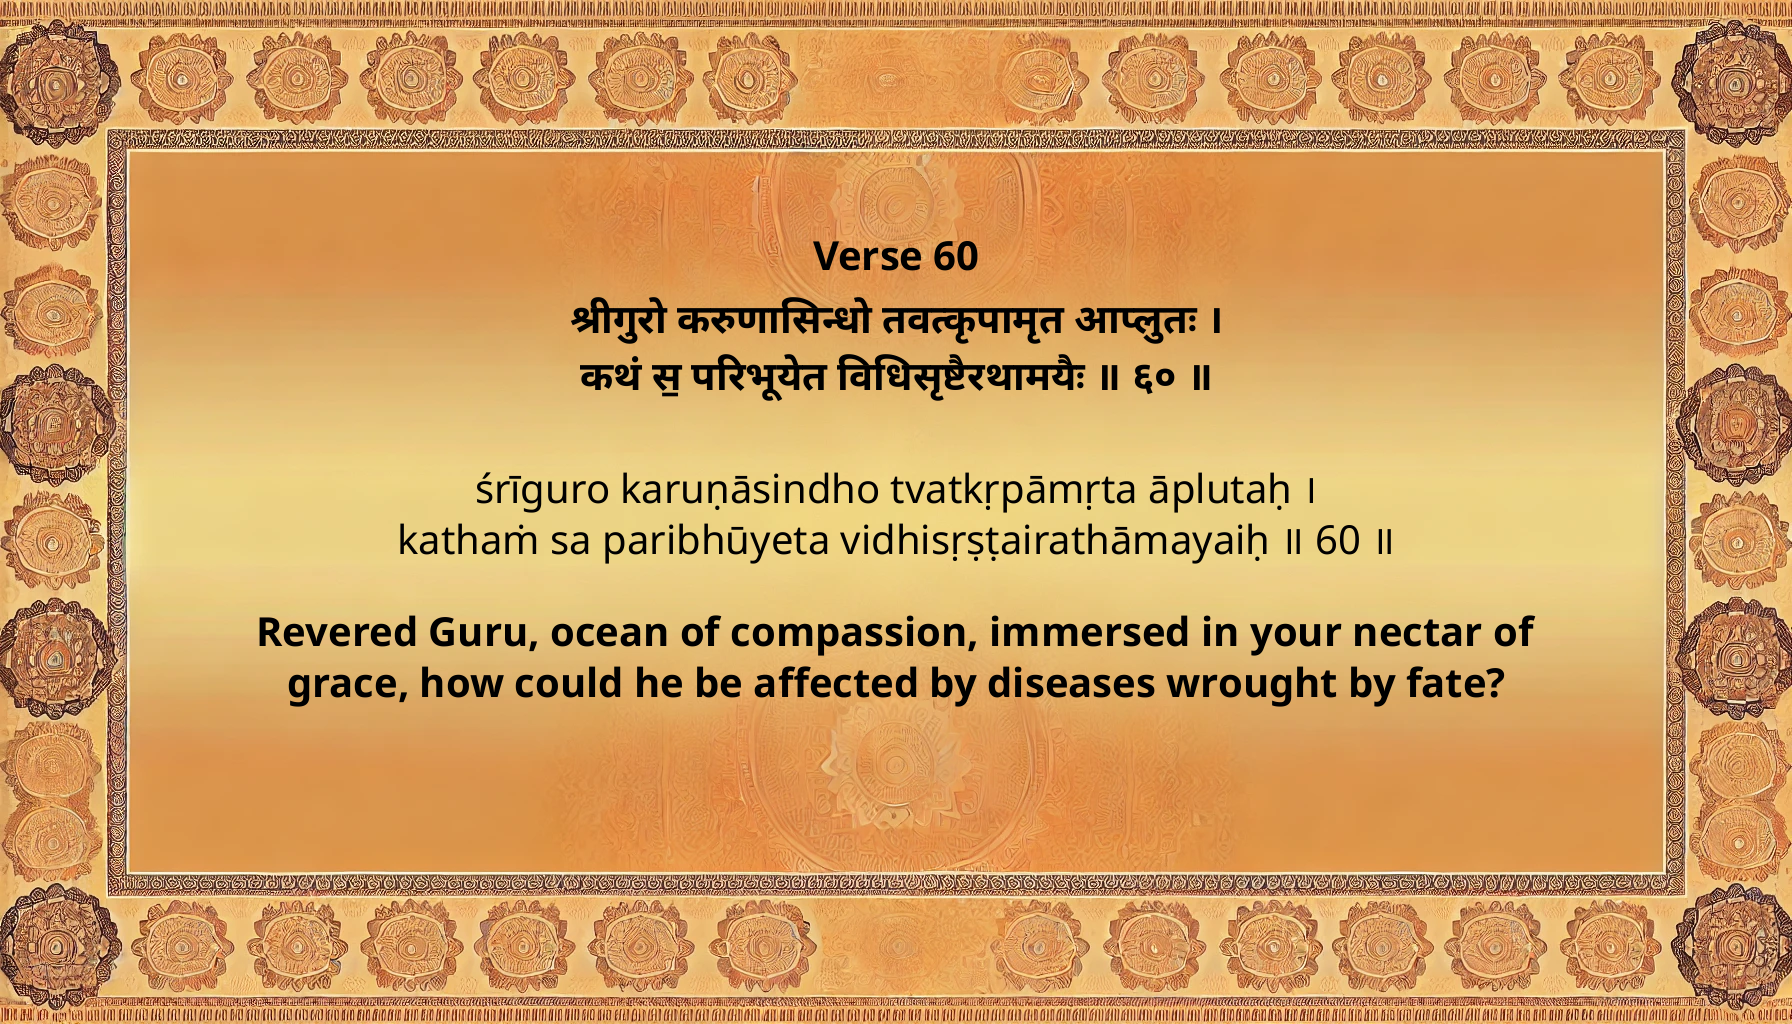 Verse 60
श्रीगुरो करुणासिन्धो तवत्कृपामृत आप्लुतः ।
कथं स॒ परिभूयेत विधिसृष्टैरथामयैः ॥ ६० ॥
śrīguro karuṇāsindho tvatkṛpāmṛta āplutaḥ ।
kathaṁ sa paribhūyeta vidhisṛṣṭairathāmayaiḥ ॥ 60 ॥
Revered Guru, ocean of compassion, immersed in your nectar of
grace, how could he be affected by diseases wrought by fate?